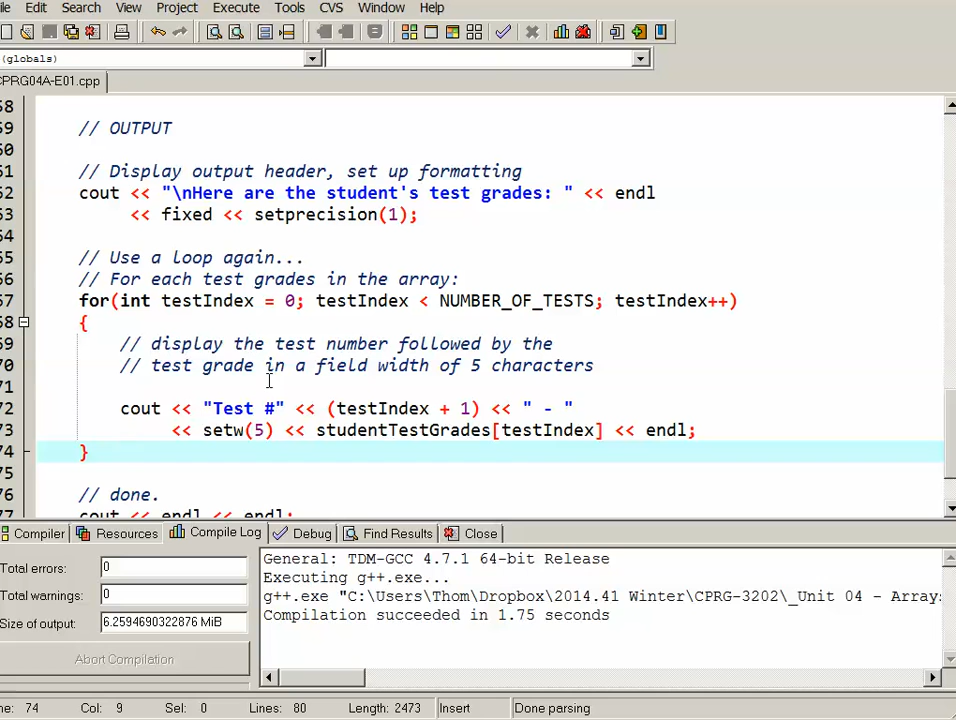 le Edit Search View Project Execute Tools CVS Window Help
(globals)
CPRG04A-E01.cpp
58
59 // OUTPUT
60
61 // Display output header, set up formatting
62 cout << "\nHere are the student's test grades: " << endl
63 << fixed << setprecision(1);
64
65 // Use a loop again...
66 // For each test grades in the array:
67 for(int testIndex = 0; testIndex < NUMBER_OF_TESTS; testIndex++)
68 {
69 // display the test number followed by the
70 // test grade in a field width of 5 characters
71
72 cout << "Test #" << (testIndex + 1) << " - "
73 << setw(5) << studentTestGrades[testIndex] << endl;
74 }
75
76 // done.
77 cout << endl << endl;
Compiler Resources Compile Log Debug Find Results Close
Total errors: 0
Total warnings: 0
Size of output: 6.2594690322876 MiB
Abort Compilation
General: TDM-GCC 4.7.1 64-bit Release
Executing g++.exe...
g++.exe "C:\Users\Thom\Dropbox\2014.41 Winter\CPRG-3202\_Unit 04 - Array
Compilation succeeded in 1.75 seconds
ne: 74 Col: 9 Sel: 0 Lines: 80 Length: 2473 Insert Done parsing